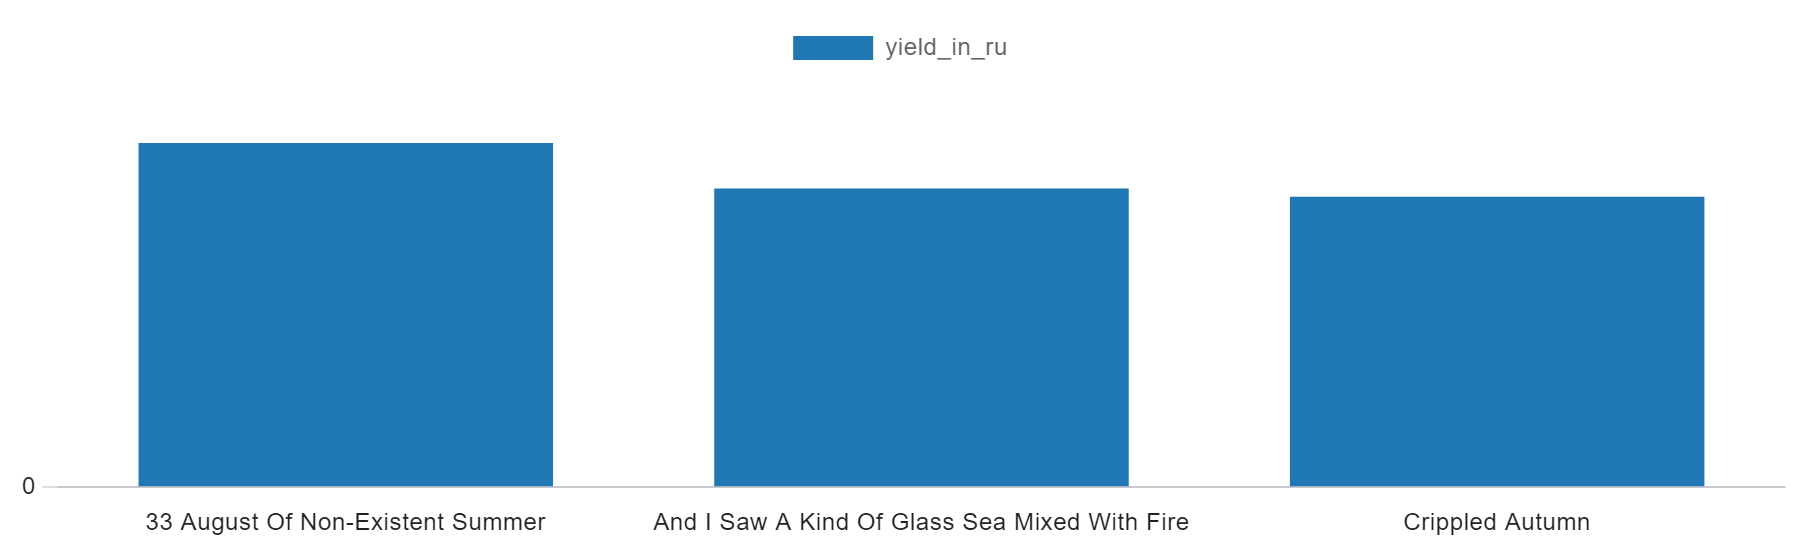 yield_in_ru
0
33 August Of Non-Existent Summer
And I Saw A Kind Of Glass Sea Mixed With Fire
Crippled Autumn